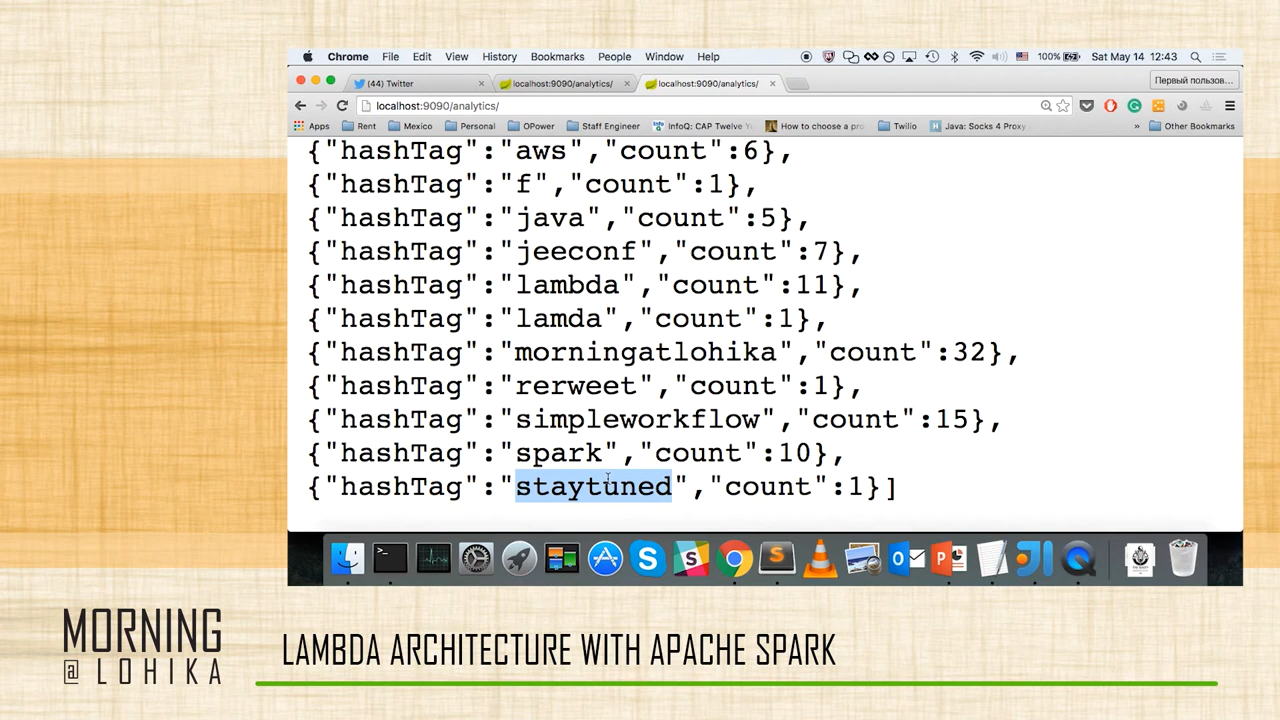 Chrome File Edit View History Bookmarks People Window Help 100% Sat May 14 12:43
(44) Twitter localhost:9090/analytics/ localhost:9090/analytics/ Первый пользов...
localhost:9090/analytics/
Apps Rent Mexico Personal OPower Staff Engineer InfoQ: CAP Twelve Y How to choose a pro Twilio Java: Socks 4 Proxy » Other Bookmarks
{"hashTag":"aws","count":6},
{"hashTag":"f","count":1},
{"hashTag":"java","count":5},
{"hashTag":"jeeconf","count":7},
{"hashTag":"lambda","count":11},
{"hashTag":"lamda","count":1},
{"hashTag":"morningatlohika","count":32},
{"hashTag":"rerweet","count":1},
{"hashTag":"simpleworkflow","count":15},
{"hashTag":"spark","count":10},
{"hashTag":"staytuned","count":1}]
MORNING
@ LOHIKA
LAMBDA ARCHITECTURE WITH APACHE SPARK